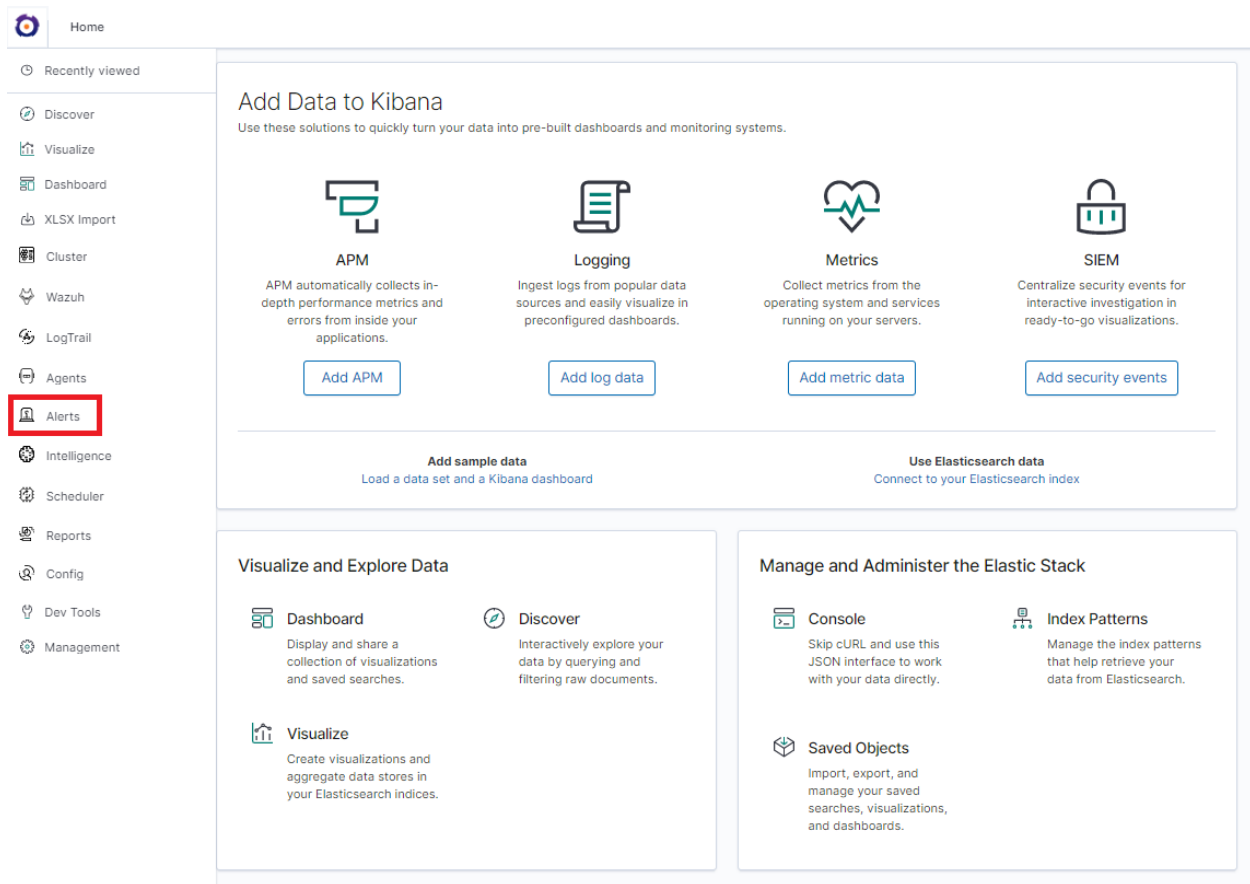 Home
Recently viewed
Discover
Visualize
Dashboard
XLSX Import
Cluster
Wazuh
LogTrail
Agents
Alerts
Intelligence
Scheduler
Reports
Config
Dev Tools
Management
Add Data to Kibana
Use these solutions to quickly turn your data into pre-built dashboards and monitoring systems.
APM
APM automatically collects in-
depth performance metrics and
errors from inside your
applications.
Add APM
Logging
Ingest logs from popular data
sources and easily visualize in
preconfigured dashboards.
Add log data
Metrics
Collect metrics from the
operating system and services
running on your servers.
Add metric data
SIEM
Centralize security events for
interactive investigation in
ready-to-go visualizations.
Add security events
Add sample data
Load a data set and a Kibana dashboard
Use Elasticsearch data
Connect to your Elasticsearch index
Visualize and Explore Data
Dashboard
Display and share a
collection of visualizations
and saved searches.
Discover
Interactively explore your
data by querying and
filtering raw documents.
Visualize
Create visualizations and
aggregate data stores in
your Elasticsearch indices.
Manage and Administer the Elastic Stack
Console
Skip cURL and use this
JSON interface to work
with your data directly.
Index Patterns
Manage the index patterns
that help retrieve your
data from Elasticsearch.
Saved Objects
Import, export, and
manage your saved
searches, visualizations,
and dashboards.